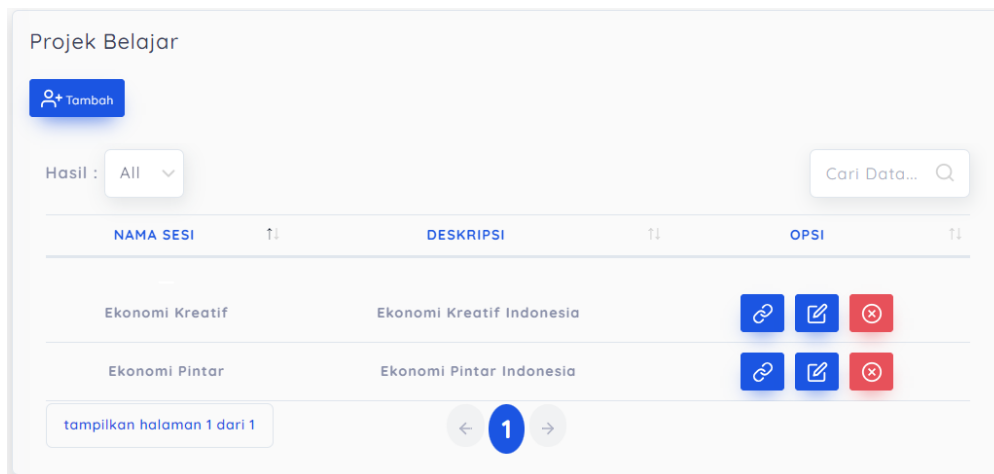 Projek Belajar
Tambah
Hasil : All Cari Data...
NAMA SESI DESKRIPSI OPSI
Ekonomi Kreatif Ekonomi Kreatif Indonesia
Ekonomi Pintar Ekonomi Pintar Indonesia
tampilkan halaman 1 dari 1 1